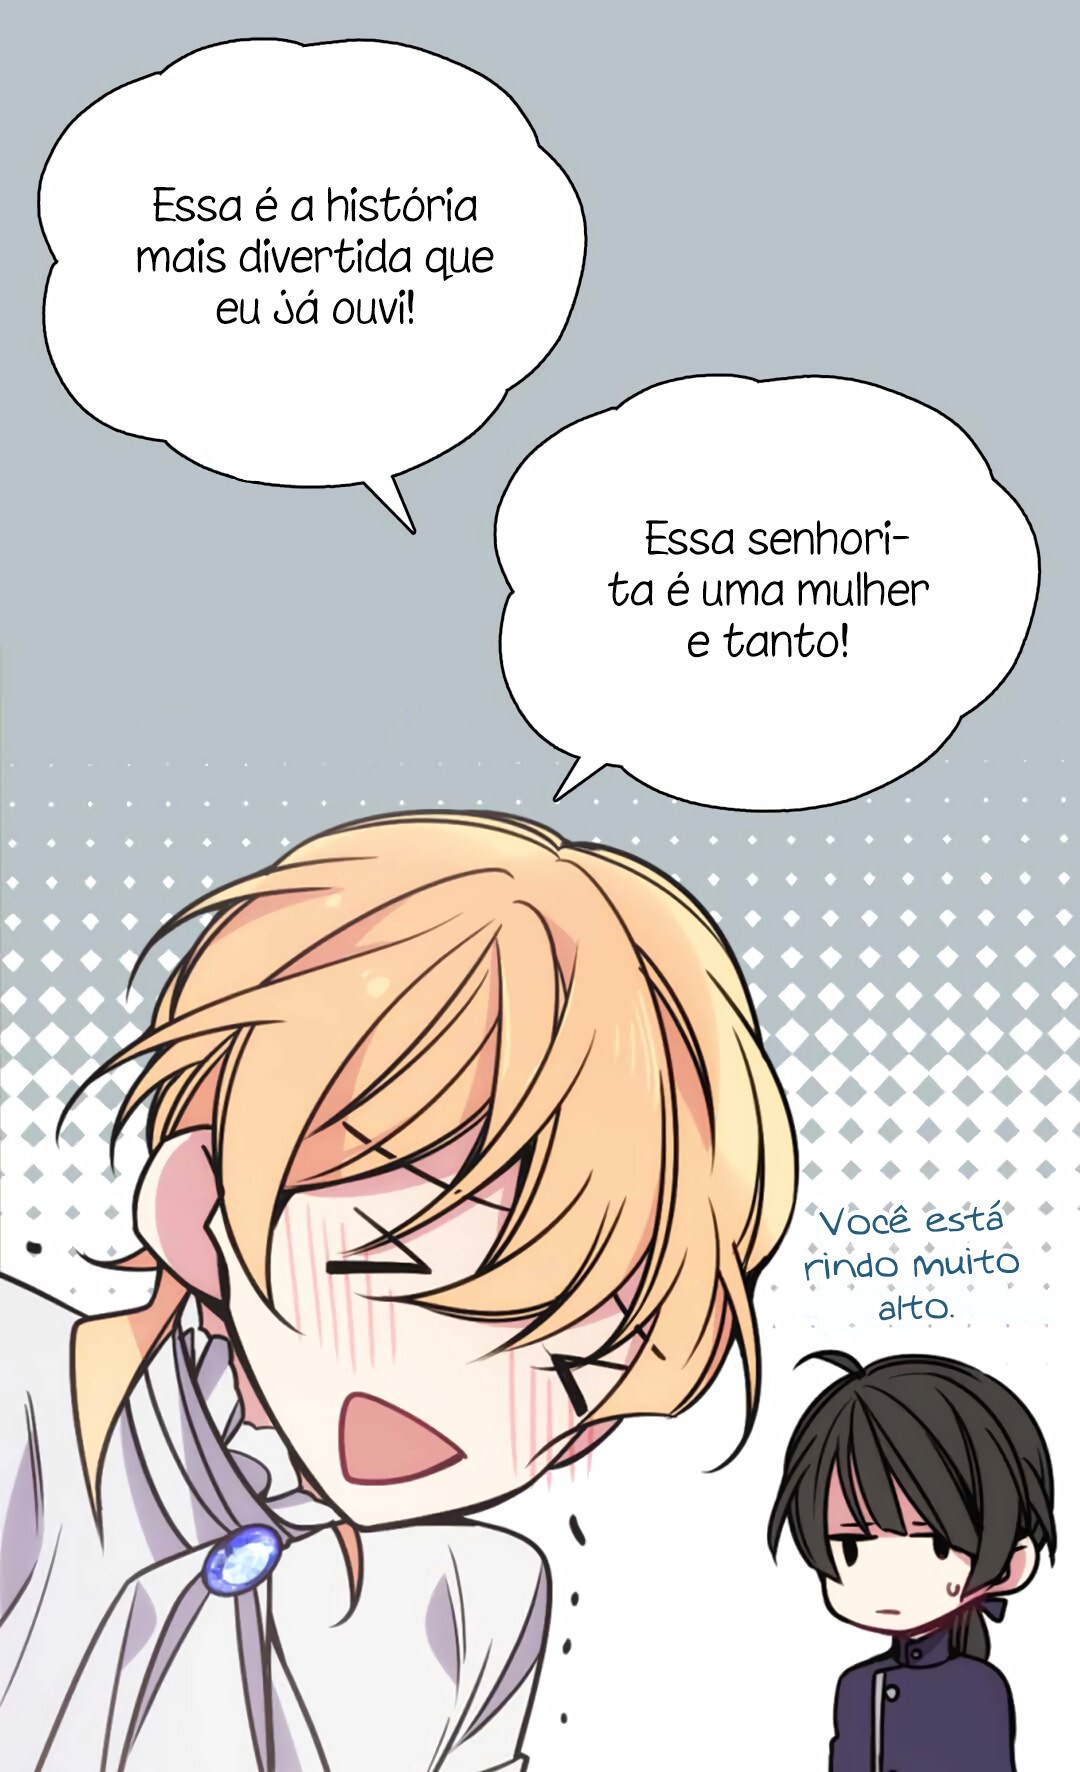 Essa é a história
mais divertida que
eu já ouvi!
Essa senhori-
ta é uma mulher
e tanto!
Você está
rindo muito
alto.